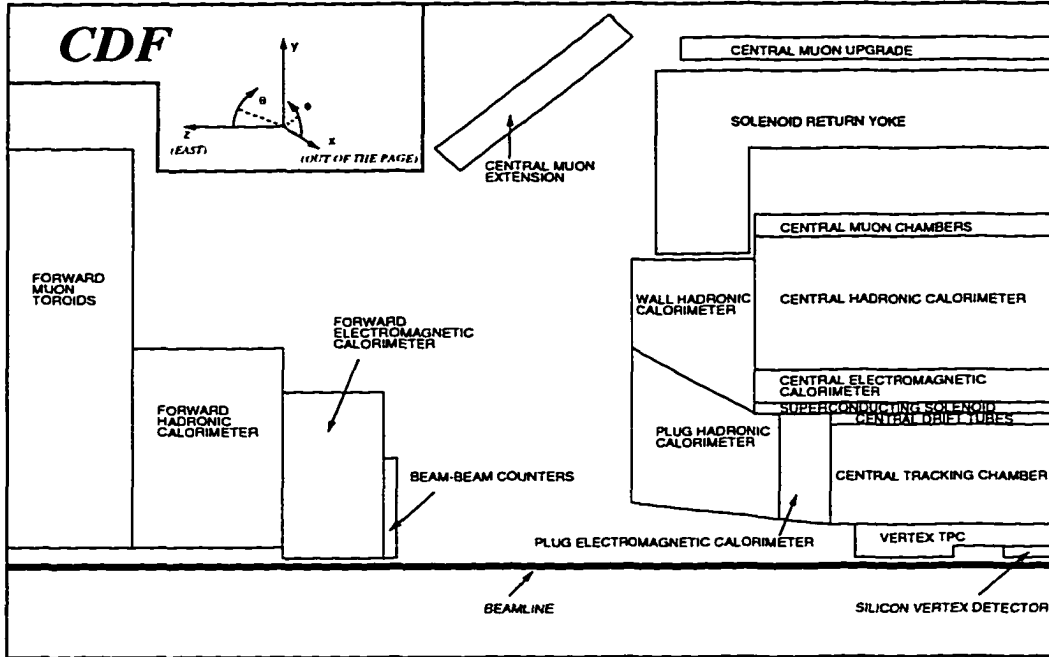 CDF
y
θ
Φ
z
(EAST)
x
(OUT OF THE PAGE)
CENTRAL MUON
EXTENSION
CENTRAL MUON UPGRADE
SOLENOID RETURN YOKE
CENTRAL MUON CHAMBERS
FORWARD
MUON
TOROIDS
WALL HADRONIC
CALORIMETER
CENTRAL HADRONIC CALORIMETER
FORWARD
ELECTROMAGNETIC
CALORIMETER
CENTRAL ELECTROMAGNETIC
CALORIMETER
SUPERCONDUCTING SOLENOID
CENTRAL DRIFT TUBES
FORWARD
HADRONIC
CALORIMETER
PLUG HADRONIC
CALORIMETER
BEAM-BEAM COUNTERS
CENTRAL TRACKING CHAMBER
PLUG ELECTROMAGNETIC CALORIMETER
VERTEX TPC
BEAMLINE
SILICON VERTEX DETECTOR